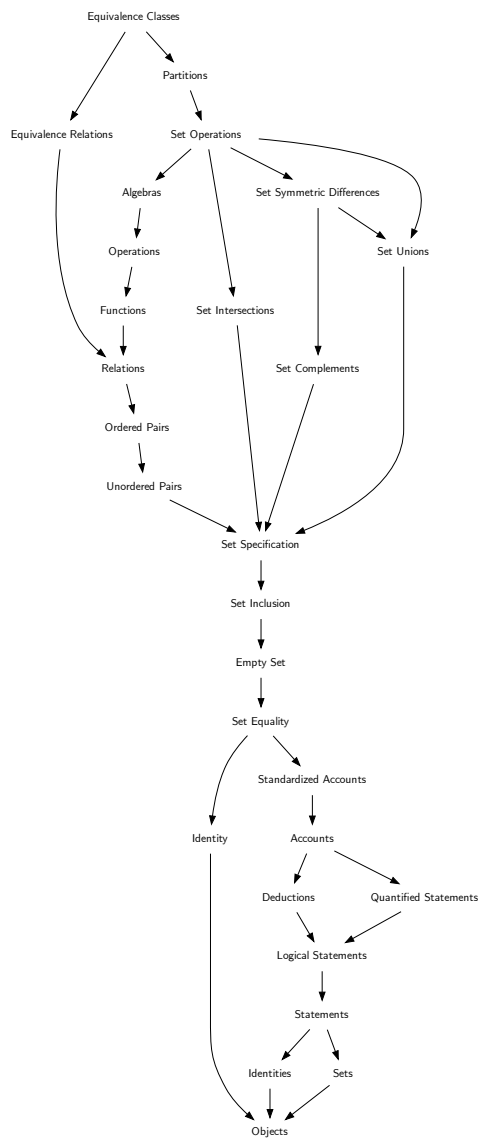 Equivalence Classes
Partitions
Equivalence Relations
Set Operations
Algebras
Set Symmetric Differences
Operations
Set Unions
Functions
Set Intersections
Relations
Set Complements
Ordered Pairs
Unordered Pairs
Set Specification
Set Inclusion
Empty Set
Set Equality
Standardized Accounts
Identity
Accounts
Deductions
Quantified Statements
Logical Statements
Statements
Identities
Sets
Objects